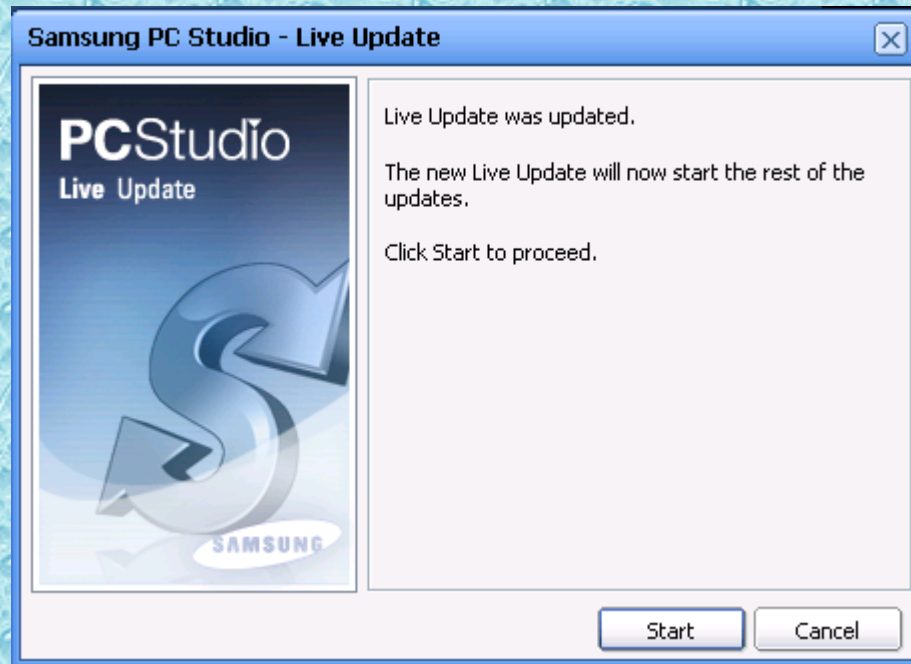 Samsung PC Studio - Live Update
PCStudio
Live Update
SAMSUNG
Live Update was updated.
The new Live Update will now start the rest of the
updates.
Click Start to proceed.
Start
Cancel